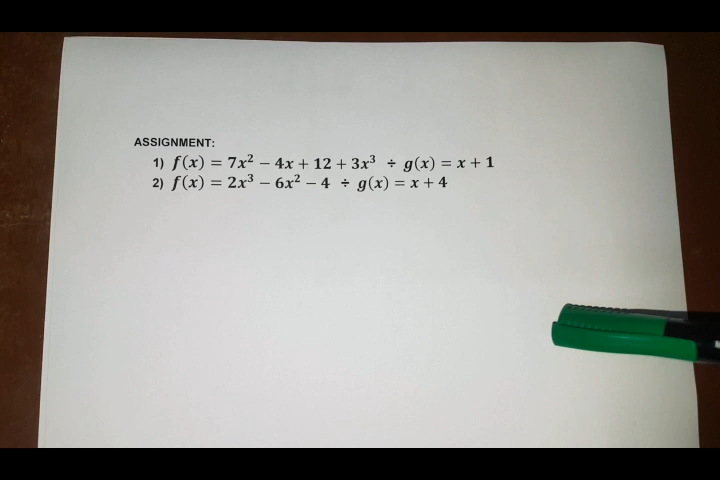 ASSIGNMENT:
1) f(x) = 7x² − 4x + 12 + 3x³ ÷ g(x) = x + 1
2) f(x) = 2x³ − 6x² − 4 ÷ g(x) = x + 4